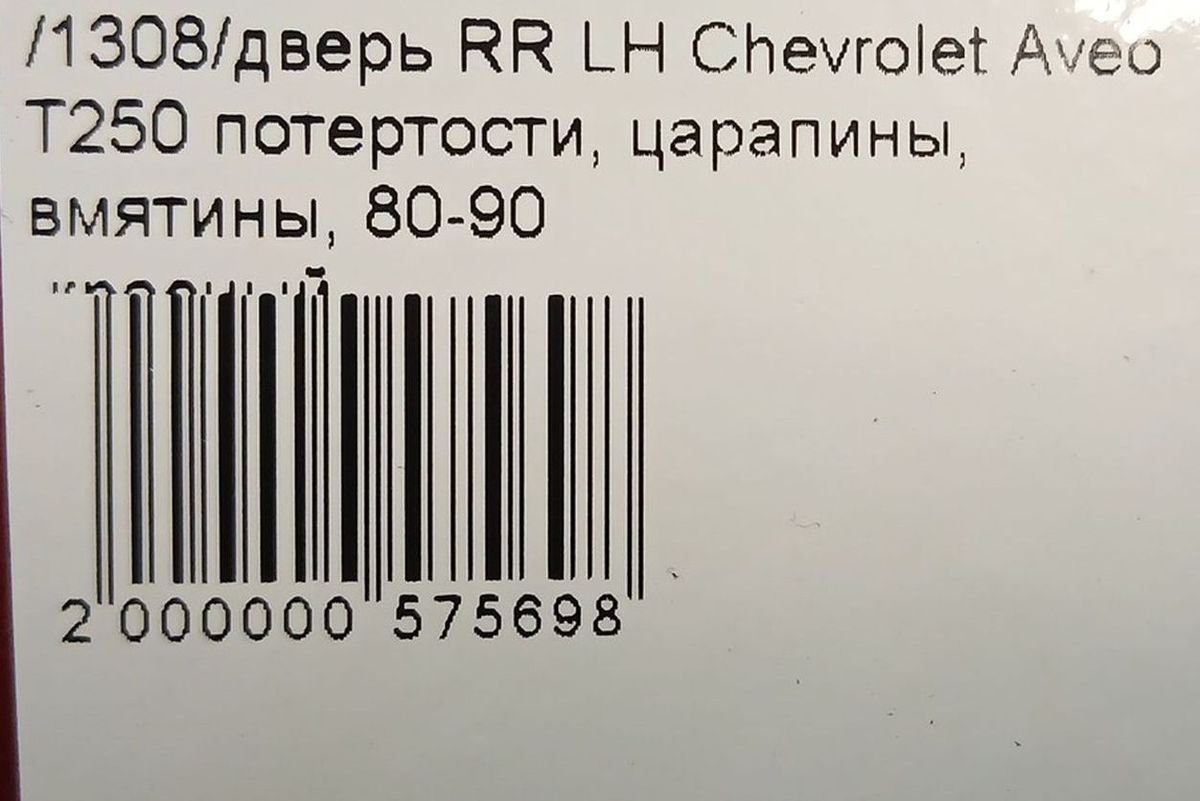 /1308/дверь RR LH Chevrolet Aveo
T250 потертости, царапины,
вмятины, 80-90
2 000000 575698